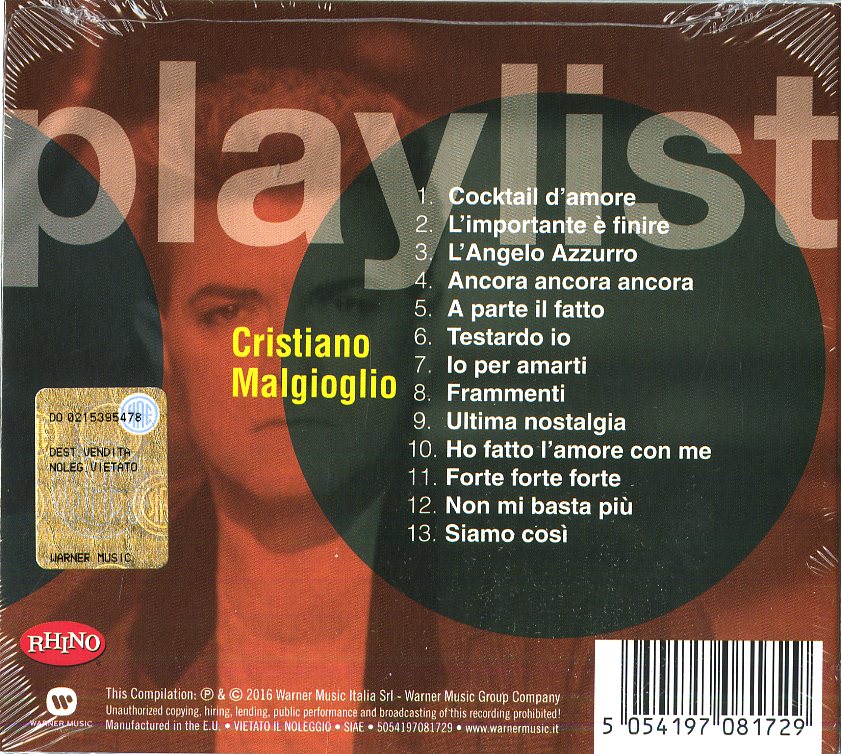 playlist
1. Cocktail d'amore
2. L'importante è finire
3. L'Angelo Azzurro
4. Ancora ancora ancora
5. A parte il fatto
6. Testardo io
7. Io per amarti
8. Frammenti
9. Ultima nostalgia
10. Ho fatto l'amore con me
11. Forte forte forte
12. Non mi basta più
13. Siamo così
Cristiano
Malgioglio
DO 0215395478
DEST.VENDITA
NOLEG.VIETATO
WARNER MUSIC
RHINO
WARNER MUSIC
This Compilation: ℗ & © 2016 Warner Music Italia Srl - Warner Music Group Company
Unauthorized copying, hiring, lending, public performance and broadcasting of this recording prohibited!
Manufactured in the E.U. • VIETATO IL NOLEGGIO • SIAE • 5054197081729 • www.warnermusic.it
5 054197 081729